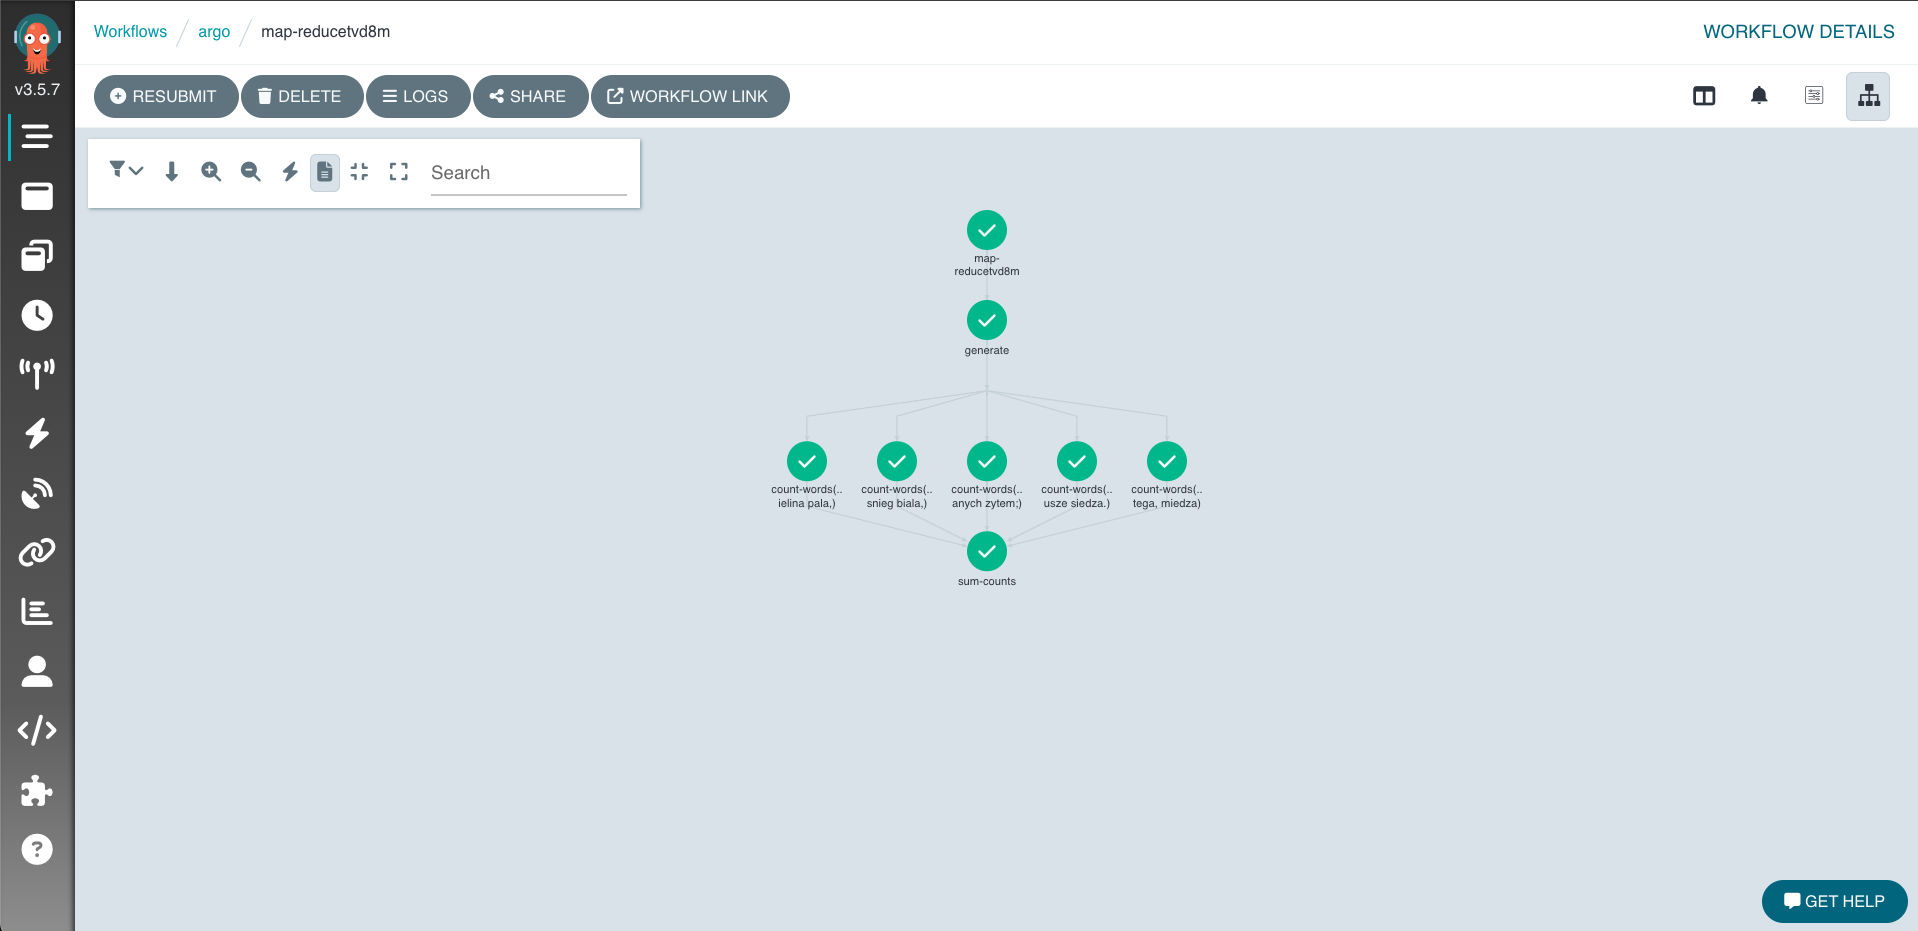 v3.5.7
Workflows argo map-reducetvd8m
WORKFLOW DETAILS
RESUBMIT DELETE LOGS SHARE WORKFLOW LINK
Search
map-
reducetvd8m
generate
count-words(..
ielina pala,)
count-words(..
snieg biala,)
count-words(..
anych zytem;)
count-words(..
usze siedza.)
count-words(..
tega, miedza)
sum-counts
GET HELP